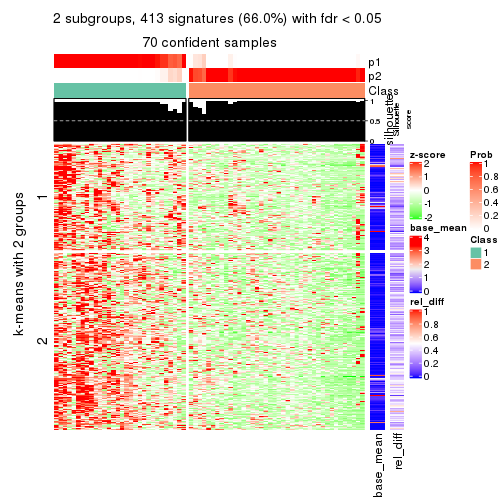 2 subgroups, 413 signatures (66.0%) with fdr < 0.05
70 confident samples
p1
p2
Class
silhouette
1
0.5
0
Silhouette
score
k-means with 2 groups
1
2
z-score
2
1
0
-1
-2
base_mean
4
3
2
1
0
rel_diff
1
0.8
0.6
0.4
0.2
0
Prob
1
0.8
0.6
0.4
0.2
0
Class
1
2
base_mean
rel_diff